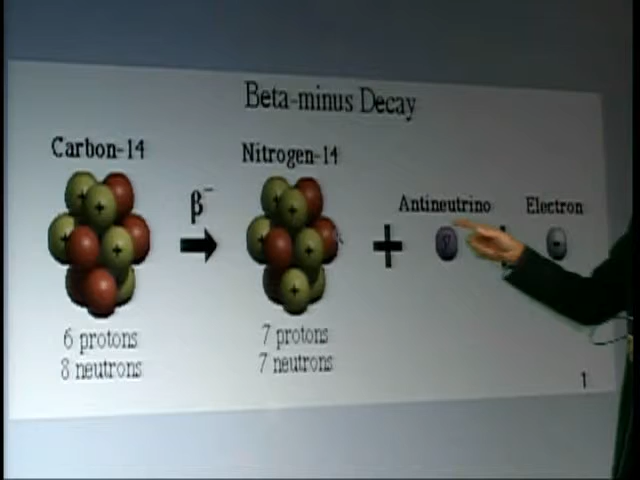 Beta-minus Decay
Carbon-14
β⁻
Nitrogen-14
+
Antineutrino
Electron
6 protons
8 neutrons
7 protons
7 neutrons
1